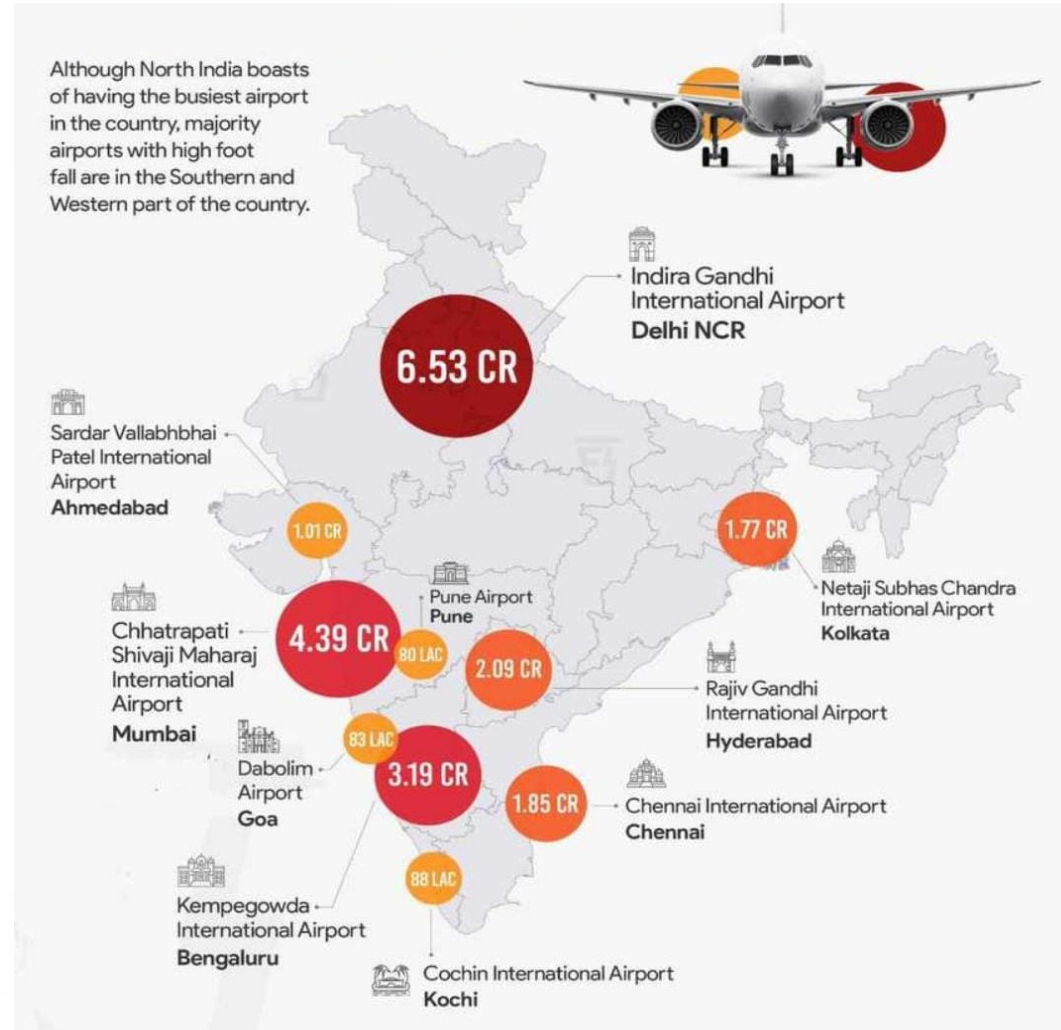 Although North India boasts
of having the busiest airport
in the country, majority
airports with high foot
fall are in the Southern and
Western part of the country.
Indira Gandhi
International Airport
Delhi NCR
6.53 CR
Sardar Vallabhbhai
Patel International
Airport
Ahmedabad
1.01 CR
1.77 CR
Netaji Subhas Chandra
International Airport
Kolkata
Pune Airport
Pune
Chhatrapati
Shivaji Maharaj
International
Airport
Mumbai
4.39 CR
80 LAC
2.09 CR
Rajiv Gandhi
International Airport
Hyderabad
83 LAC
Dabolim
Airport
Goa
3.19 CR
1.85 CR
Chennai International Airport
Chennai
88 LAC
Kempegowda
International Airport
Bengaluru
Cochin International Airport
Kochi